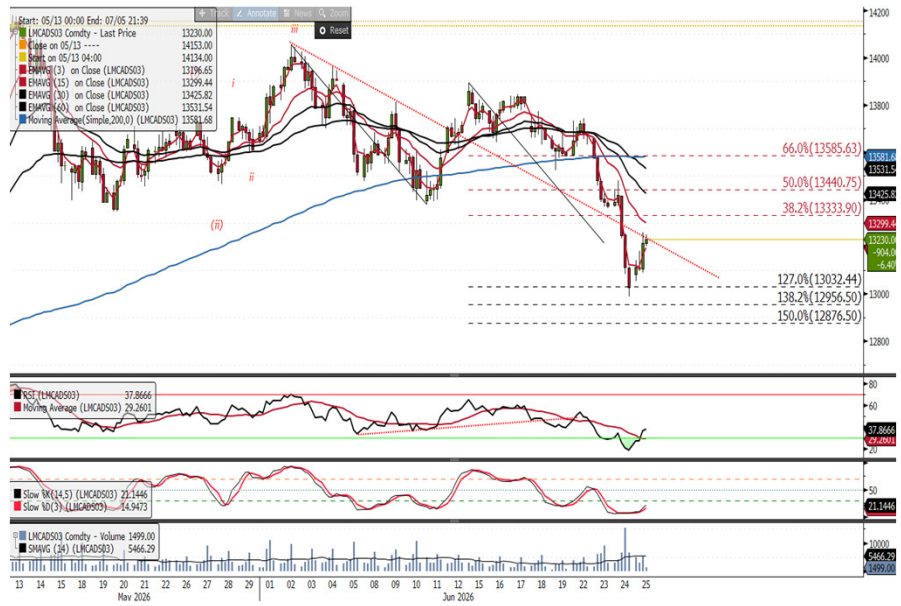 Start: 05/13 00:00 End: 07/05 21:39
LMCADS03 Comdty - Last Price 13230.00
Close on 05/13 ---- 14153.00
Start on 05/13 04:00 14134.00
EMAVG (3) on Close (LMCADS03) 13196.65
EMAVG (15) on Close (LMCADS03) 13299.44
EMAVG (30) on Close (LMCADS03) 13425.82
EMAVG (60) on Close (LMCADS03) 13531.54
Moving Average(Simple,200,0) (LMCADS03) 13581.68
Track Annotate News Zoom
Reset
iii
i
ii
(ii)
66.0%(13585.63)
50.0%(13440.75)
38.2%(13333.90)
127.0%(13032.44)
138.2%(12956.50)
150.0%(12876.50)
14200
14000
13800
13581.68
13531.54
13425.82
13400
13299.44
13230.00
-904.00
-6.40%
13000
12800
RSI (LMCADS03) 37.8666
Moving Average (LMCADS03) 29.2601
80
60
37.8666
29.2601
20
Slow %K(14,5) (LMCADS03) 21.1446
Slow %D(3) (LMCADS03) 14.9473
50
21.1446
LMCADS03 Comdty - Volume 1499.00
SMAVG (14) (LMCADS03) 5466.29
10000
5466.29
1499.00
13 14 15 18 19 20 21 22 26 27 28 29 01 02 03 04 05 08 09 10 11 12 15 16 17 18 19 22 23 24 25
May 2026 Jun 2026